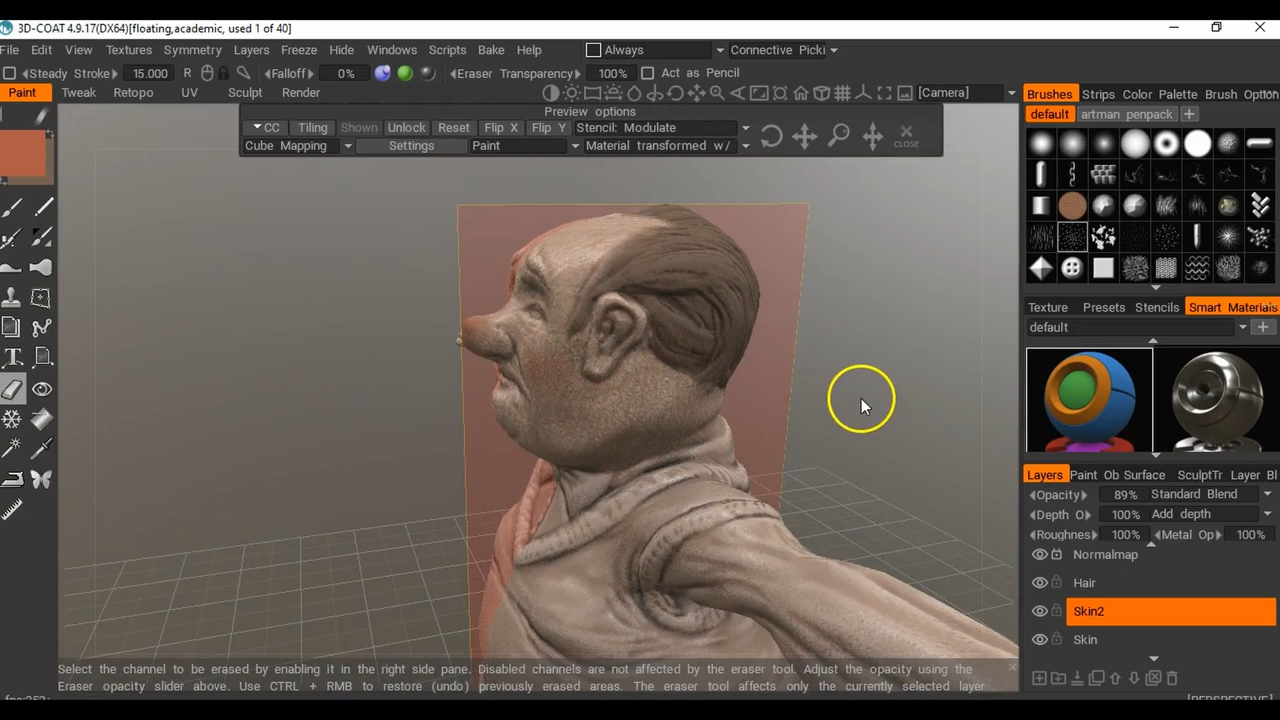 3D-COAT 4.9.17(DX64)[floating,academic, used 1 of 40]
File Edit View Textures Symmetry Layers Freeze Hide Windows Scripts Bake Help Always Connective Picki
Steady Stroke 15.000 R Falloff 0% Eraser Transparency 100% Act as Pencil
Paint Tweak Retopo UV Sculpt Render [Camera] Brushes Strips Color Palette Brush Option
Preview options
default artman penpack
CC Tiling Shown Unlock Reset Flip X Flip Y Stencil: Modulate
Cube Mapping Settings Paint Material transformed w/ CLOSE
Texture Presets Stencils Smart Materials
default
Layers Paint Ob Surface SculptTr Layer Bl
Opacity 89% Standard Blend
Depth O 100% Add depth
Roughness 100% Metal Op 100%
Normalmap
Hair
Skin2
Skin
Select the channel to be erased by enabling it in the right side pane. Disabled channels are not affected by the eraser tool. Adjust the opacity using the
Eraser opacity slider above. Use CTRL + RMB to restore (undo) previously erased areas. The eraser tool affects only the currently selected layer